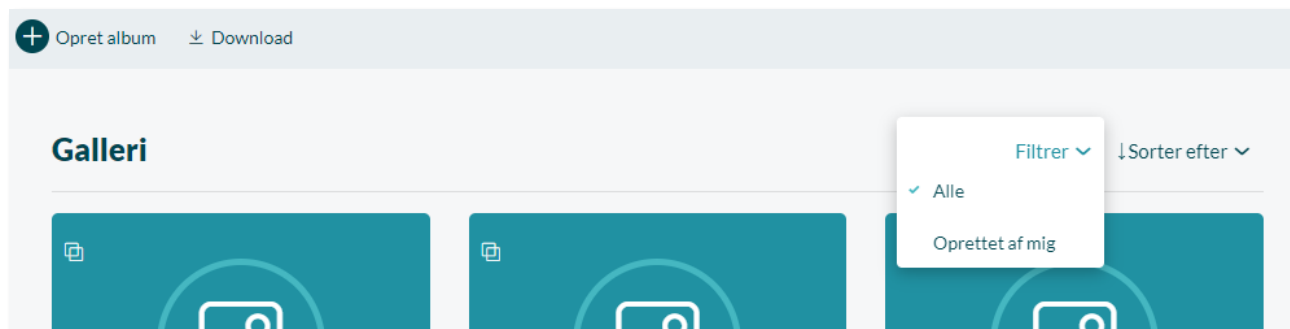 Opret album Download
Galleri
Filtrer ↓Sorter efter
Alle
Oprettet af mig